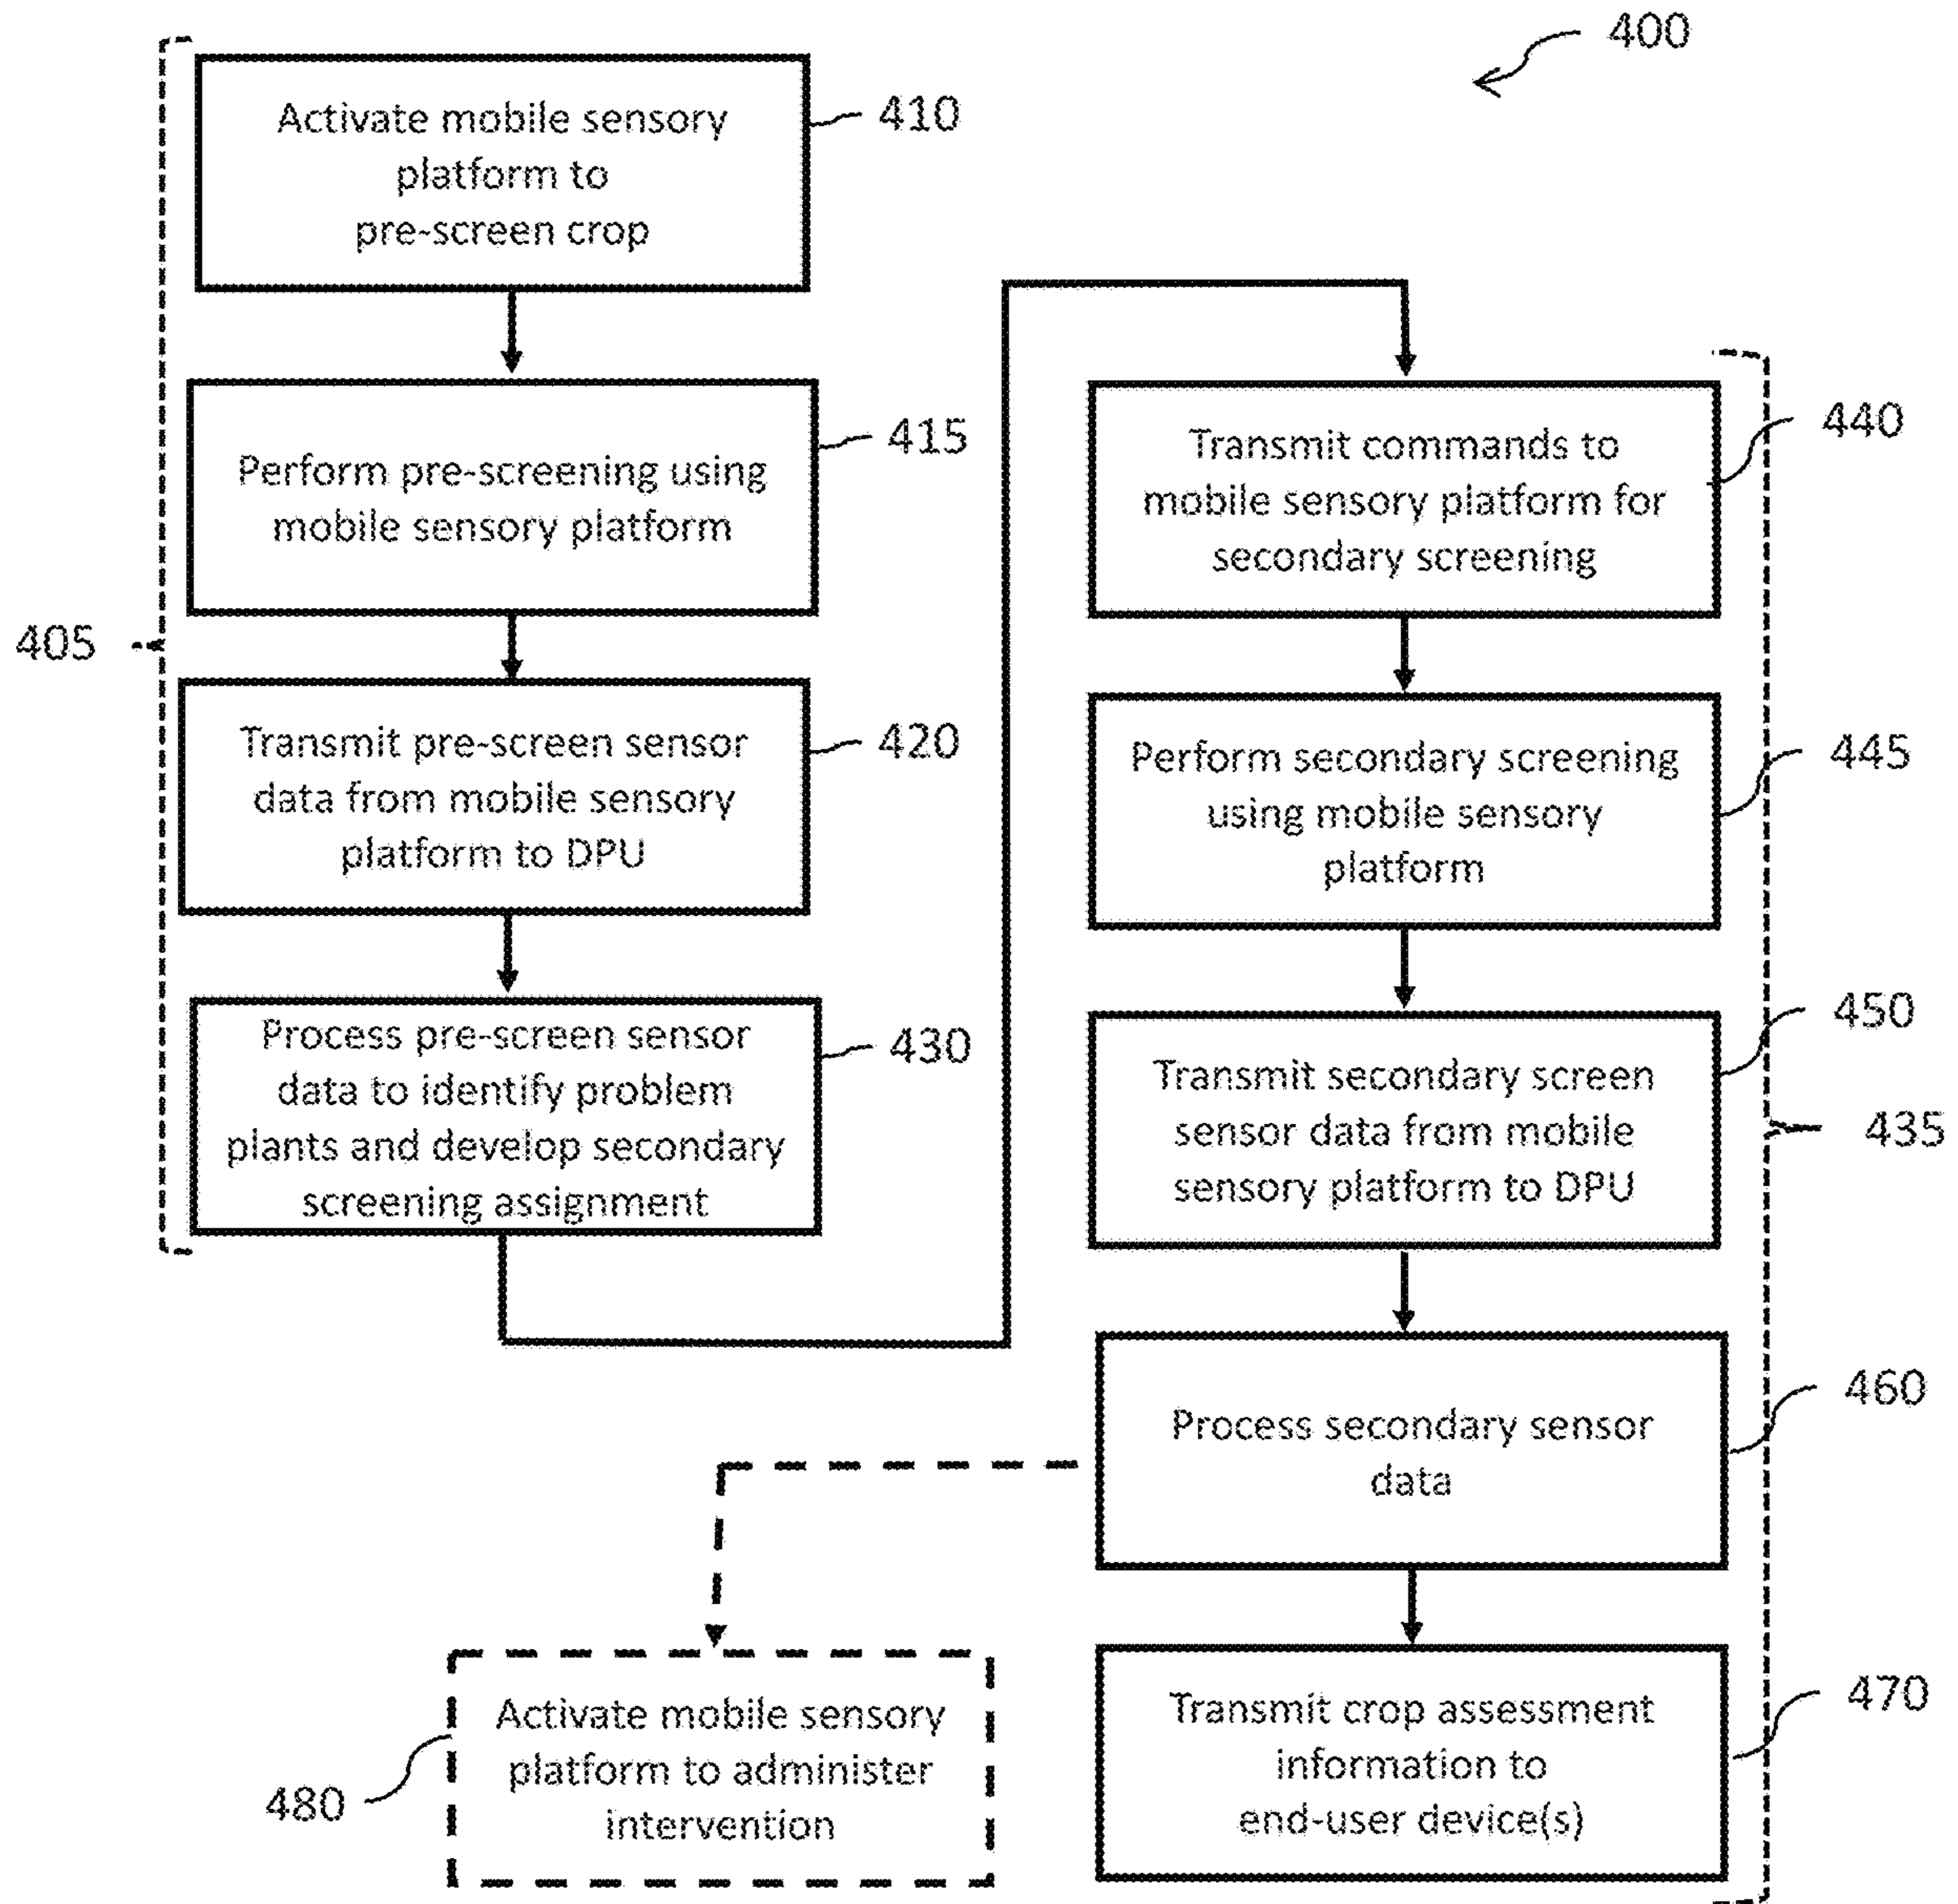 400
Activate mobile sensory
platform to
pre-screen crop
410
Perform pre-screening using
mobile sensory platform
415
405
Transmit pre-screen sensor
data from mobile sensory
platform to DPU
420
Process pre-screen sensor
data to identify problem
plants and develop secondary
screening assignment
430
Transmit commands to
mobile sensory platform for
secondary screening
440
Perform secondary screening
using mobile sensory
platform
445
Transmit secondary screen
sensor data from mobile
sensory platform to DPU
450
435
Process secondary sensor
data
460
Transmit crop assessment
information to
end-user device(s)
470
Activate mobile sensory
platform to administer
intervention
480